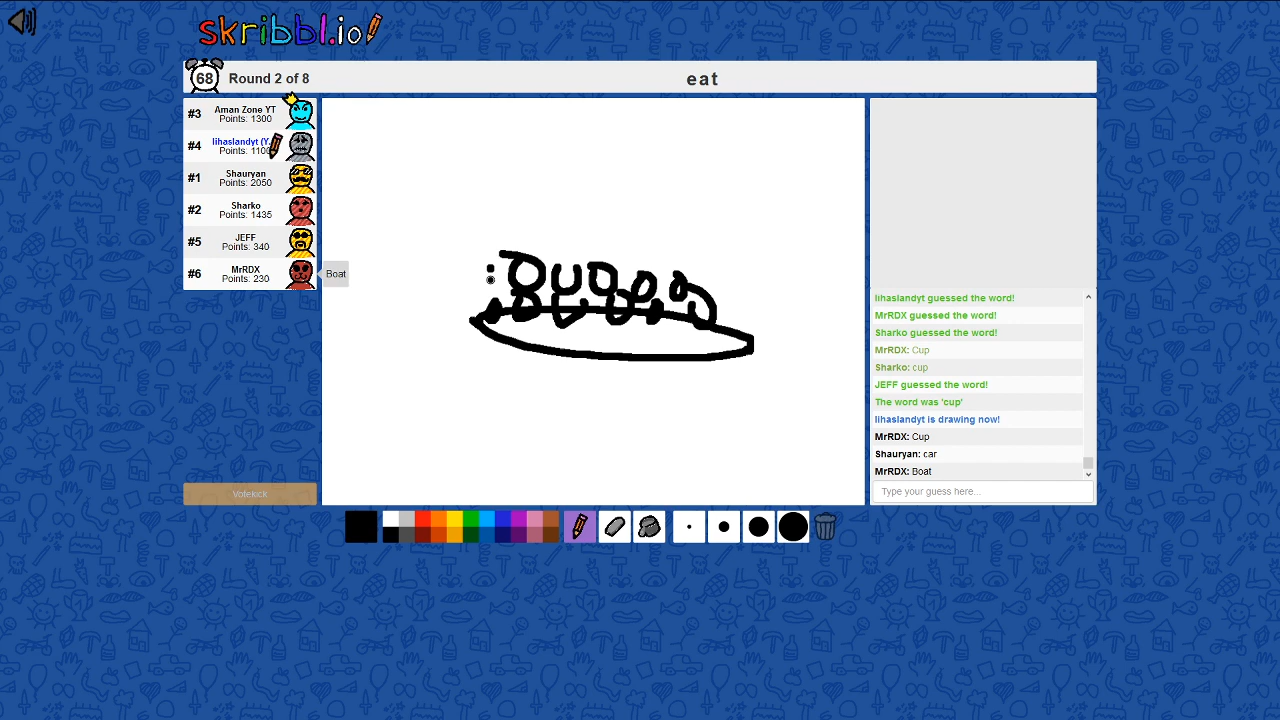 skribbl.io
68 Round 2 of 8
eat
#3 Aman Zone YT
Points: 1300
#4 lihaslandyt (Y
Points: 1100
#1 Shauryan
Points: 2050
#2 Sharko
Points: 1435
#5 JEFF
Points: 340
#6 MrRDX
Points: 230
Boat
Votekick
lihaslandyt guessed the word!
MrRDX guessed the word!
Sharko guessed the word!
MrRDX: Cup
Sharko: cup
JEFF guessed the word!
The word was 'cup'
lihaslandyt is drawing now!
MrRDX: Cup
Shauryan: car
MrRDX: Boat
Type your guess here...